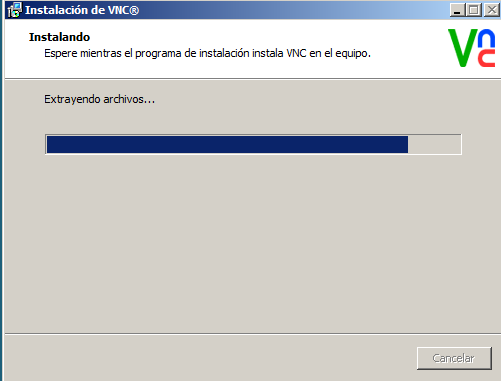 Instalación de VNC®
Instalando
Espere mientras el programa de instalación instala VNC en el equipo.
Vnc
Extrayendo archivos...
Cancelar